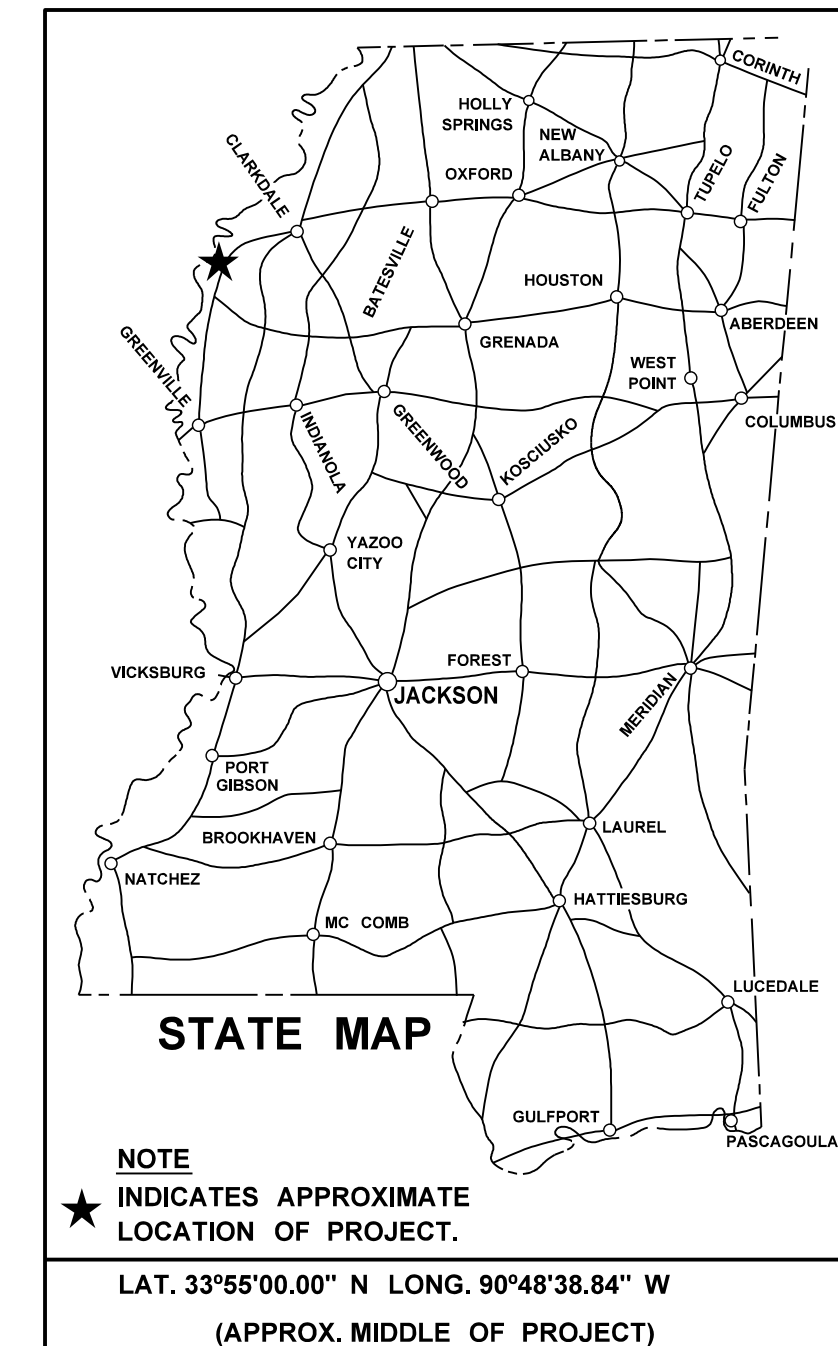 CORINTH
HOLLY
SPRINGS
NEW
ALBANY
CLARKDALE
OXFORD
TUPELO
FULTON
BATESVILLE
HOUSTON
ABERDEEN
GREENVILLE
GRENADA
WEST
POINT
COLUMBUS
INDIANOLA
GREENWOOD
KOSCIUSKO
YAZOO
CITY
VICKSBURG
FOREST
JACKSON
MERIDIAN
PORT
GIBSON
LAUREL
BROOKHAVEN
NATCHEZ
HATTIESBURG
MC COMB
LUCEDALE
STATE MAP
GULFPORT
PASCAGOULA
NOTE
INDICATES APPROXIMATE
LOCATION OF PROJECT.
LAT. 33º55'00.00" N LONG. 90º48'38.84" W
(APPROX. MIDDLE OF PROJECT)